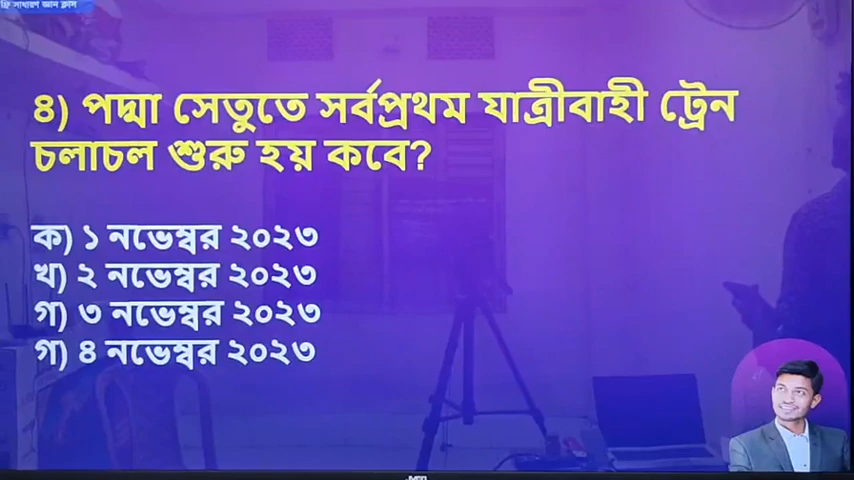 ফ্রি সাধারণ জ্ঞান ক্লাস
৪) পদ্মা সেতুতে সর্বপ্রথম যাত্রীবাহী ট্রেন
চলাচল শুরু হয় কবে?
ক) ১ নভেম্বর ২০২৩
খ) ২ নভেম্বর ২০২৩
গ) ৩ নভেম্বর ২০২৩
গ) ৪ নভেম্বর ২০২৩